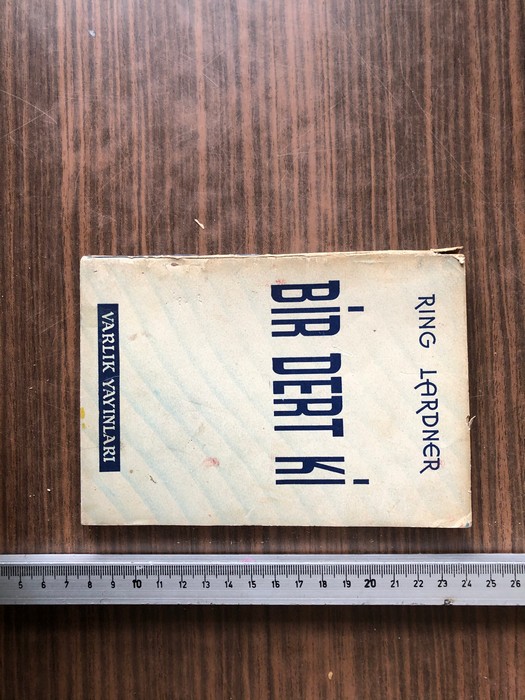 RING LARDNER
BİR DERT Kİ
VARLIK YAYINLARI
5 6 7 8 9 10 11 12 13 14 15 16 17 18 19 20 21 22 23 24 25 26